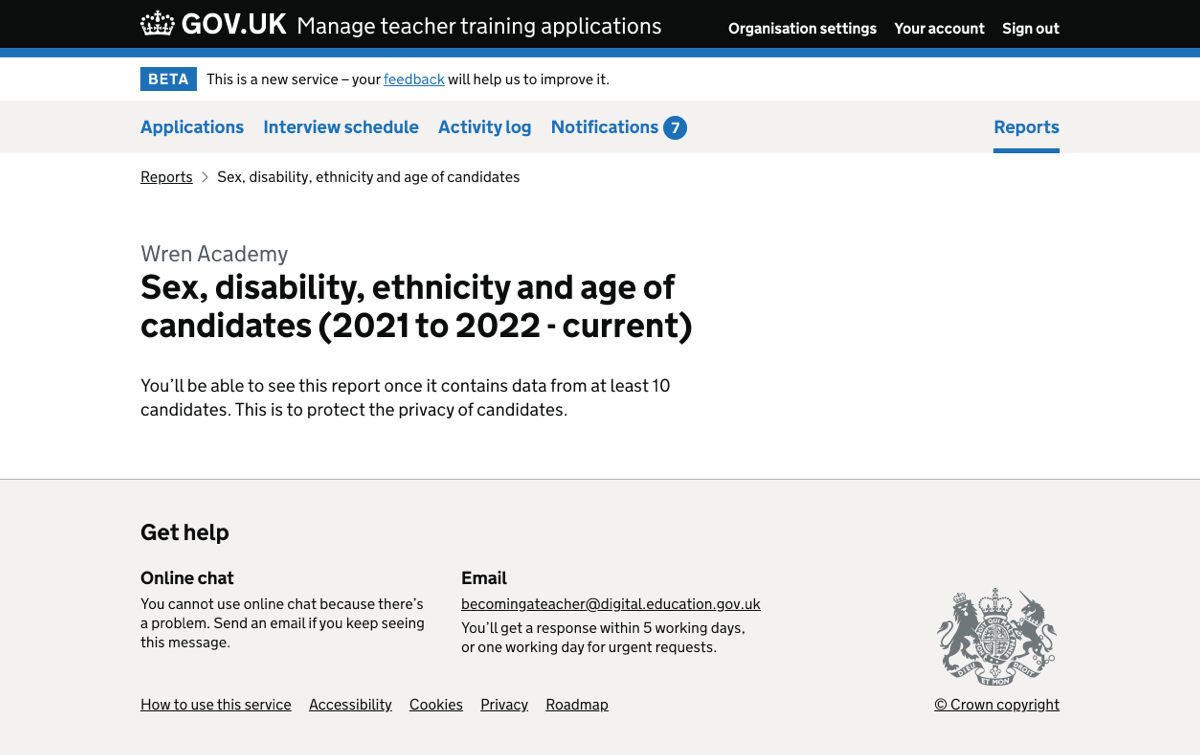 GOV.UK Manage teacher training applications
Organisation settings Your account Sign out
BETA This is a new service – your feedback will help us to improve it.
Applications Interview schedule Activity log Notifications 7 Reports
Reports > Sex, disability, ethnicity and age of candidates
Wren Academy
Sex, disability, ethnicity and age of
candidates (2021 to 2022 - current)
You’ll be able to see this report once it contains data from at least 10
candidates. This is to protect the privacy of candidates.
Get help
Online chat
You cannot use online chat because there’s
a problem. Send an email if you keep seeing
this message.
Email
becomingateacher@digital.education.gov.uk
You’ll get a response within 5 working days,
or one working day for urgent requests.
DIEU ET MON DROIT
How to use this service Accessibility Cookies Privacy Roadmap
© Crown copyright